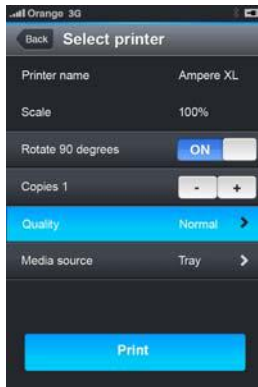 Orange 3G
Back Select printer
Printer name Ampere XL
Scale 100%
Rotate 90 degrees ON
Copies 1 - +
Quality Normal
Media source Tray
Print